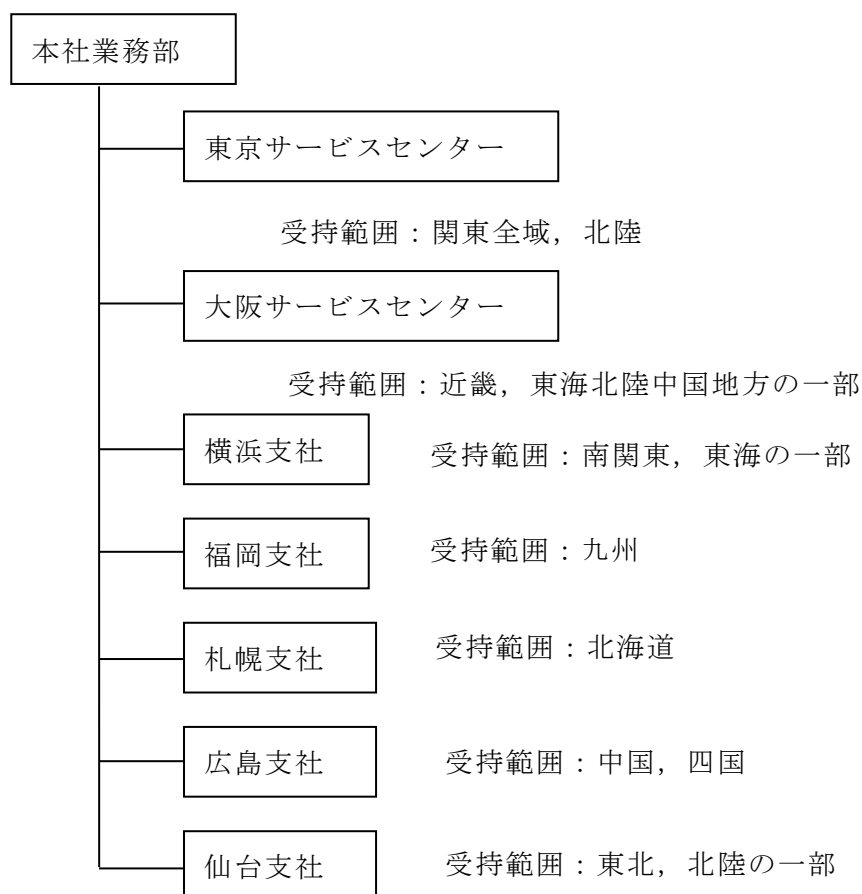 本社業務部
東京サービスセンター
受持範囲：関東全域，北陸
大阪サービスセンター
受持範囲：近畿，東海北陸中国地方の一部
横浜支社
受持範囲：南関東，東海の一部
福岡支社
受持範囲：九州
札幌支社
受持範囲：北海道
広島支社
受持範囲：中国，四国
仙台支社
受持範囲：東北，北陸の一部